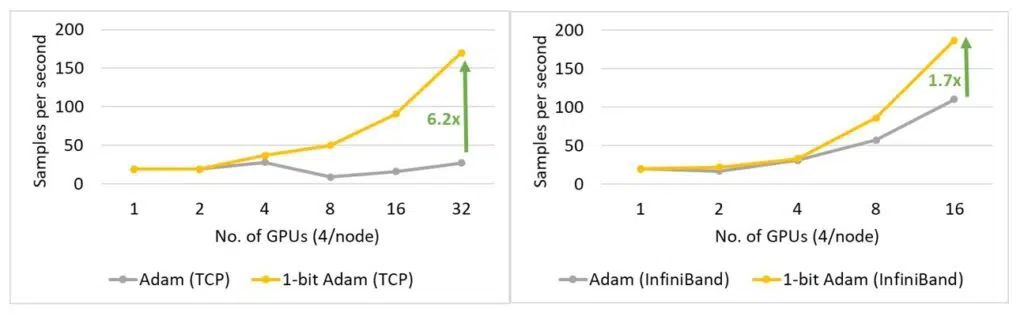 200
150
100
50
0
Samples per second
6.2x
1 2 4 8 16 32
No. of GPUs (4/node)
Adam (TCP) 1-bit Adam (TCP)
200
150
100
50
0
Samples per second
1.7x
1 2 4 8 16
No. of GPUs (4/node)
Adam (InfiniBand) 1-bit Adam (InfiniBand)